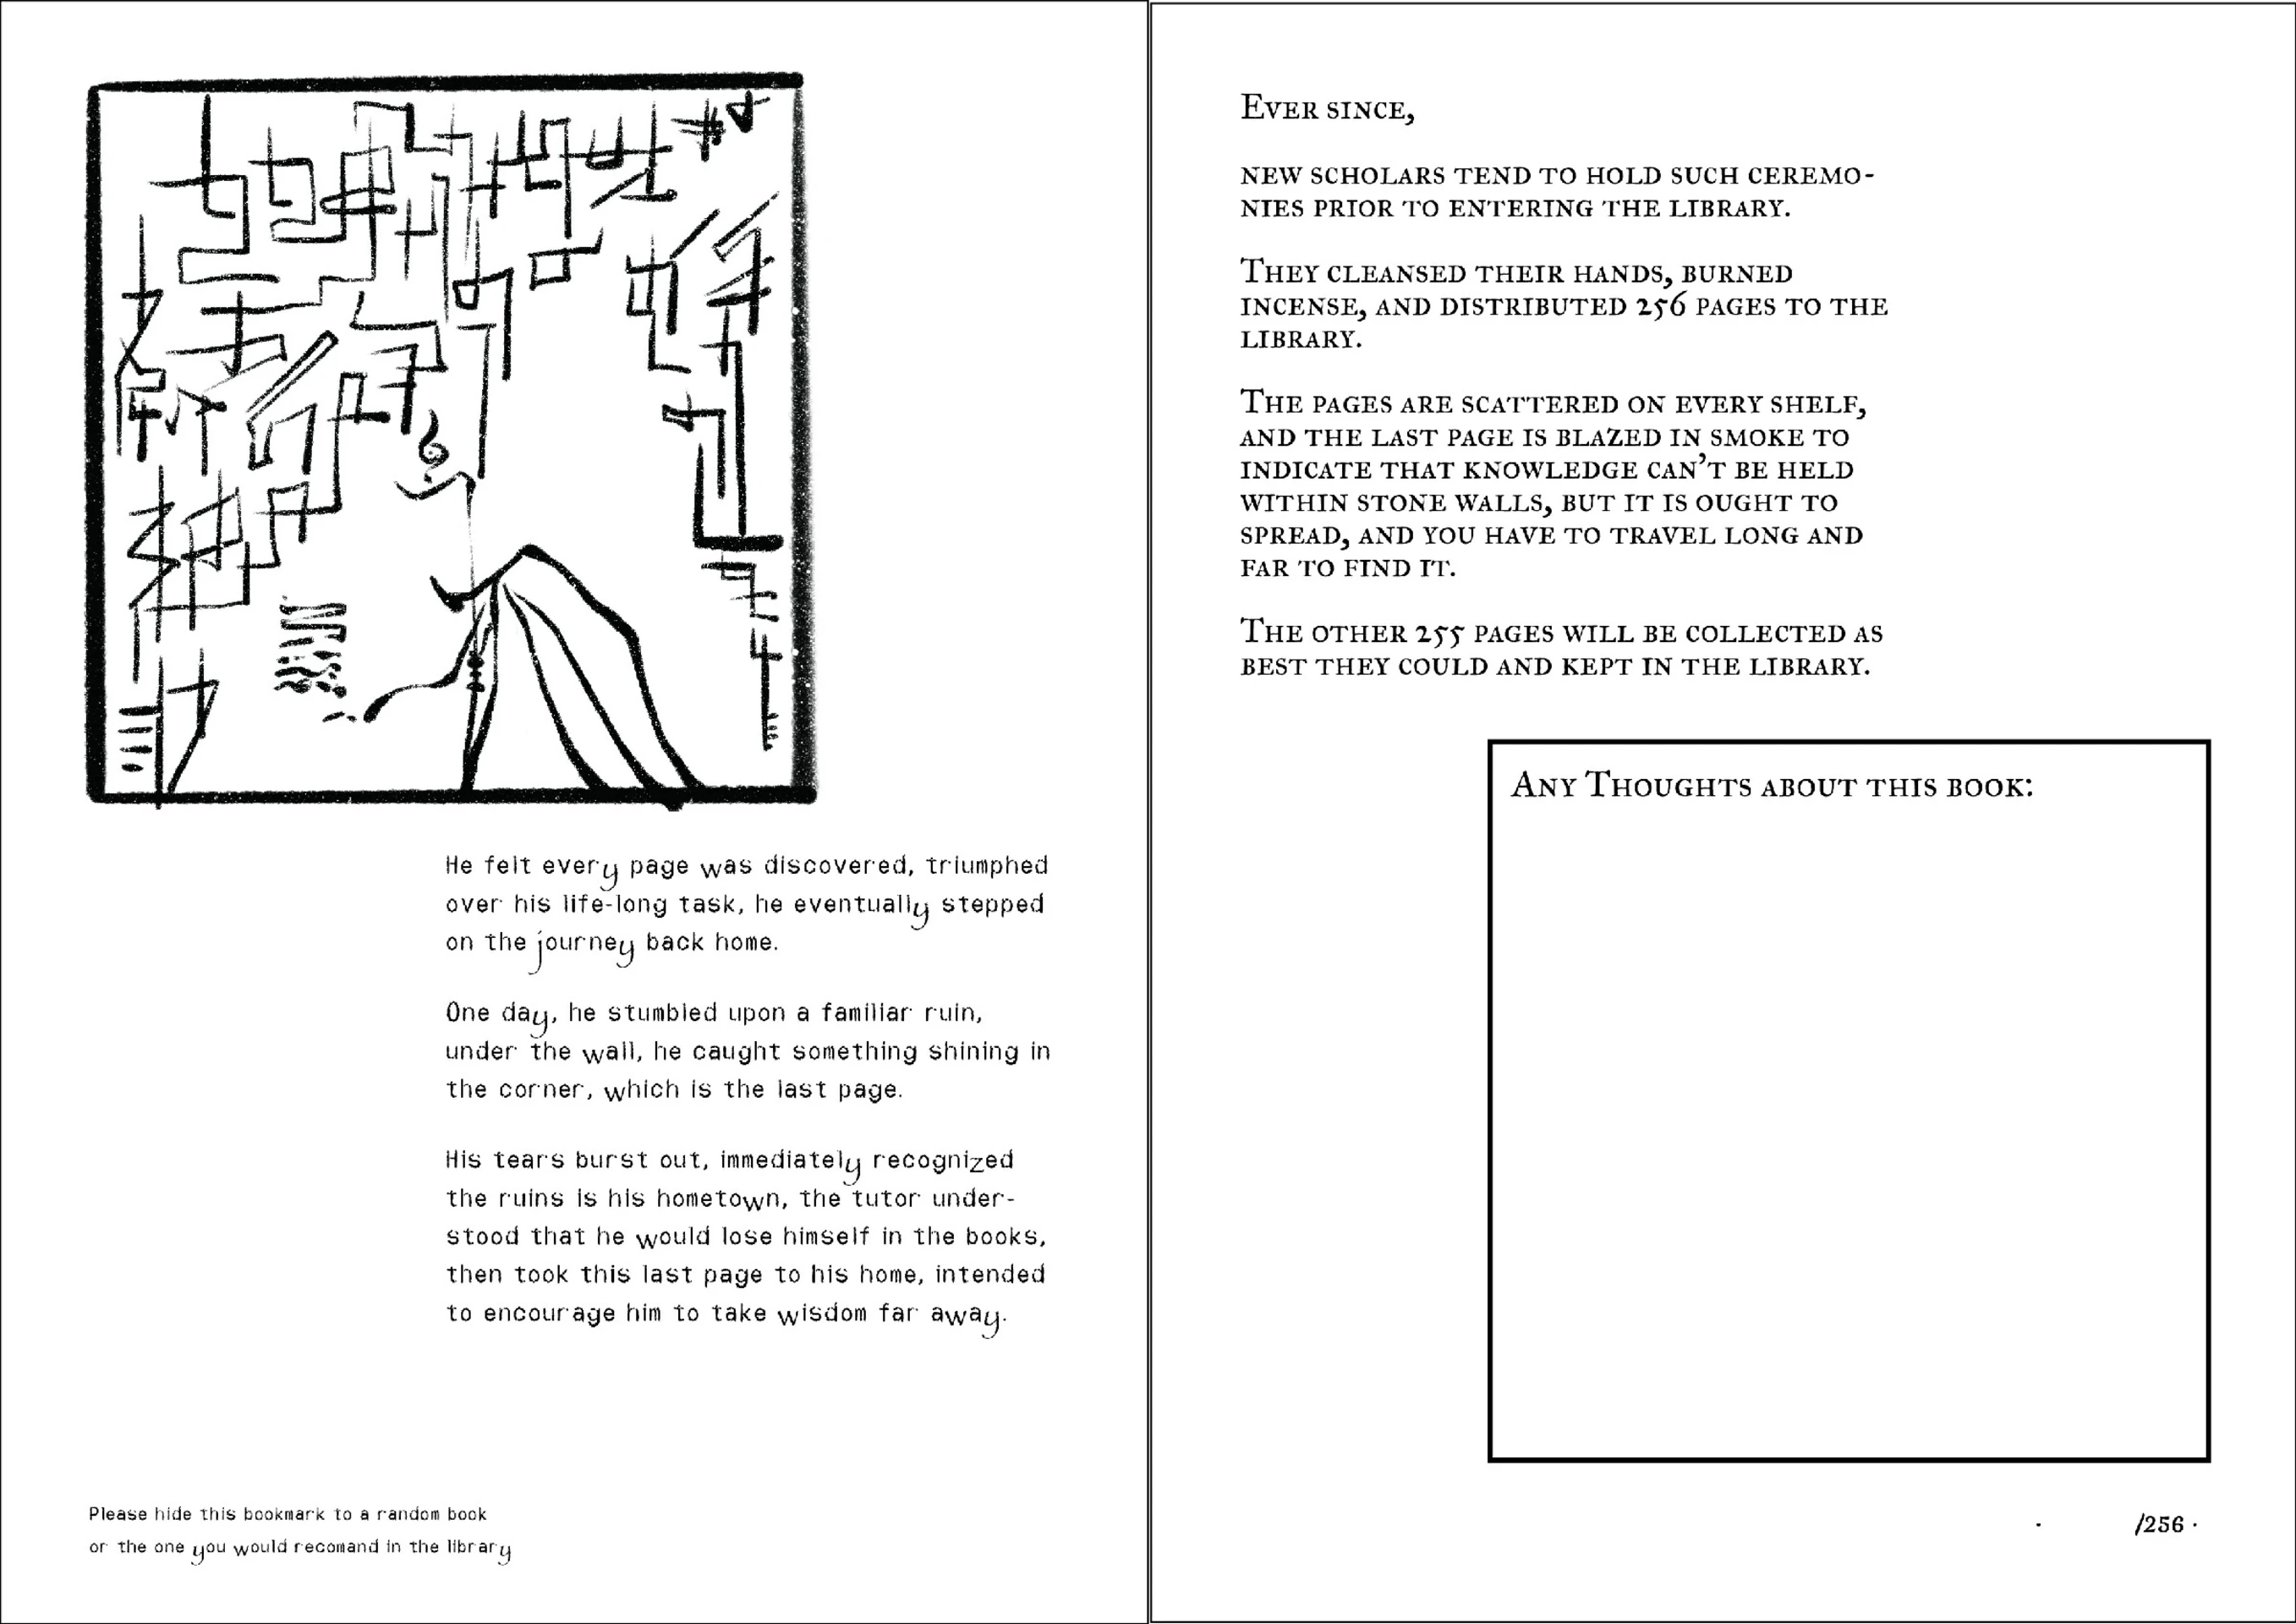 He felt every page was discovered, triumphed
over his life-long task, he eventually stepped
on the journey back home.
One day, he stumbled upon a familiar ruin,
under the wall, he caught something shining in
the corner, which is the last page.
His tears burst out, immediately recognized
the ruins is his hometown, the tutor under-
stood that he would lose himself in the books,
then took this last page to his home, intended
to encourage him to take wisdom far away.
Please hide this bookmark to a random book
or the one you would recomand in the library
Ever since,
new scholars tend to hold such ceremo-
nies prior to entering the library.
They cleansed their hands, burned
incense, and distributed 256 pages to the
library.
The pages are scattered on every shelf,
and the last page is blazed in smoke to
indicate that knowledge can't be held
within stone walls, but it is ought to
spread, and you have to travel long and
far to find it.
The other 255 pages will be collected as
best they could and kept in the library.
Any Thoughts about this book:
· /256 ·